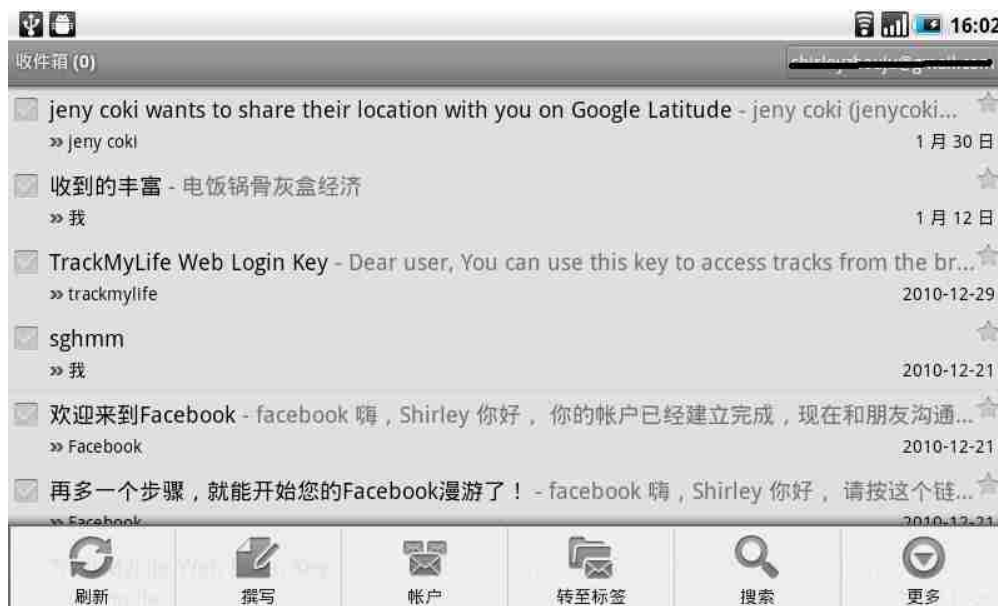 16:02
收件箱 (0)
jeny coki wants to share their location with you on Google Latitude - jeny coki (jenycoki...
» jeny coki 1 月 30 日
收到的丰富 - 电饭锅骨灰盒经济
» 我 1 月 12 日
TrackMyLife Web Login Key - Dear user, You can use this key to access tracks from the br...
» trackmylife 2010-12-29
sghmm
» 我 2010-12-21
欢迎来到Facebook - facebook 嗨，Shirley 你好， 你的帐户已经建立完成，现在和朋友沟通...
» Facebook 2010-12-21
再多一个步骤，就能开始您的Facebook漫游了！ - facebook 嗨，Shirley 你好， 请按这个链...
» Facebook 2010-12-21
刷新 撰写 帐户 转至标签 搜索 更多